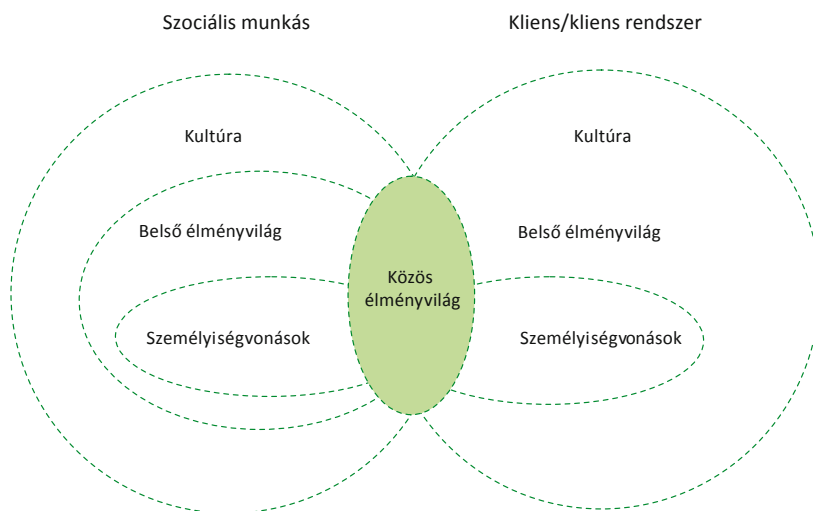 Szociális munkás
Kliens/kliens rendszer
Kultúra
Kultúra
Belső élményvilág
Belső élményvilág
Közös
élményvilág
Személyiségvonások
Személyiségvonások